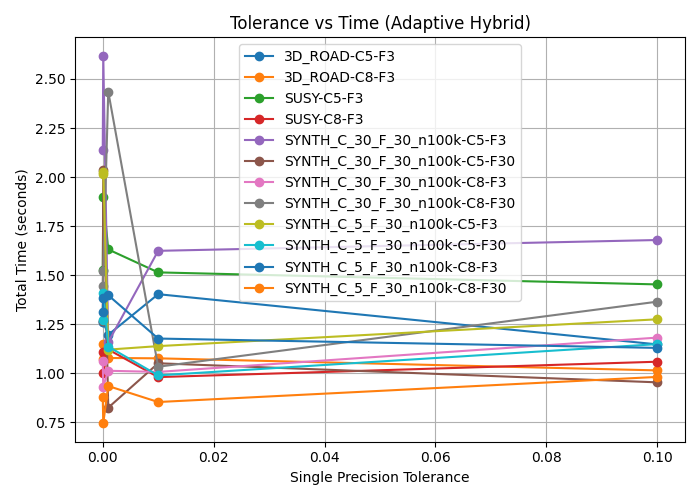 Tolerance vs Time (Adaptive Hybrid)
3D_ROAD-C5-F3
3D_ROAD-C8-F3
SUSY-C5-F3
SUSY-C8-F3
SYNTH_C_30_F_30_n100k-C5-F3
SYNTH_C_30_F_30_n100k-C5-F30
SYNTH_C_30_F_30_n100k-C8-F3
SYNTH_C_30_F_30_n100k-C8-F30
SYNTH_C_5_F_30_n100k-C5-F3
SYNTH_C_5_F_30_n100k-C5-F30
SYNTH_C_5_F_30_n100k-C8-F3
SYNTH_C_5_F_30_n100k-C8-F30
Total Time (seconds)
2.50
2.25
2.00
1.75
1.50
1.25
1.00
0.75
0.00 0.02 0.04 0.06 0.08 0.10
Single Precision Tolerance